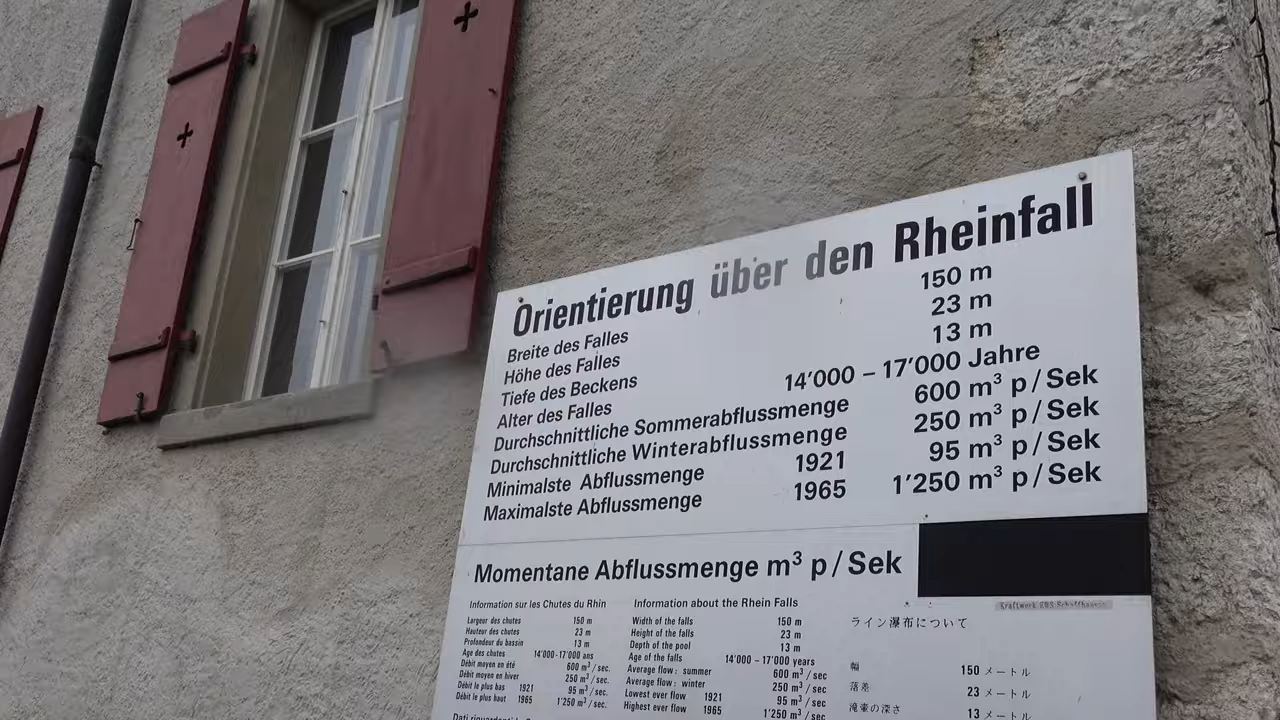 Orientierung über den Rheinfall
Breite des Falles 150 m
Höhe des Falles 23 m
Tiefe des Beckens 13 m
Alter des Falles 14’000 – 17’000 Jahre
Durchschnittliche Sommerabflussmenge 600 m³ p/Sek
Durchschnittliche Winterabflussmenge 250 m³ p/Sek
Minimalste Abflussmenge 1921 95 m³ p/Sek
Maximalste Abflussmenge 1965 1’250 m³ p/Sek
Momentane Abflussmenge m³ p/Sek
Kraftwerk
Information sur les Chutes du Rhin
Largeur des chutes 150 m
Hauteur des chutes 23 m
Profondeur du bassin 13 m
Age des chutes 14’000-17’000 ans
Débit moyen en été 600 m³/sec.
Débit moyen en hiver 250 m³/sec.
Débit le plus bas 1921 95 m³/sec.
Débit le plus haut 1965 1’250 m³/sec.
Information about the Rhein Falls
Width of the falls 150 m
Height of the falls 23 m
Depth of the pool 13 m
Age of the falls 14’000 – 17’000 years
Average flow: summer 600 m³/sec
Average flow: winter 250 m³/sec
Lowest ever flow 1921 95 m³/sec
Highest ever flow 1965 1’250 m³/sec
ライン瀑布について
幅 150 メートル
落差 23 メートル
滝壷の深さ 13 メートル